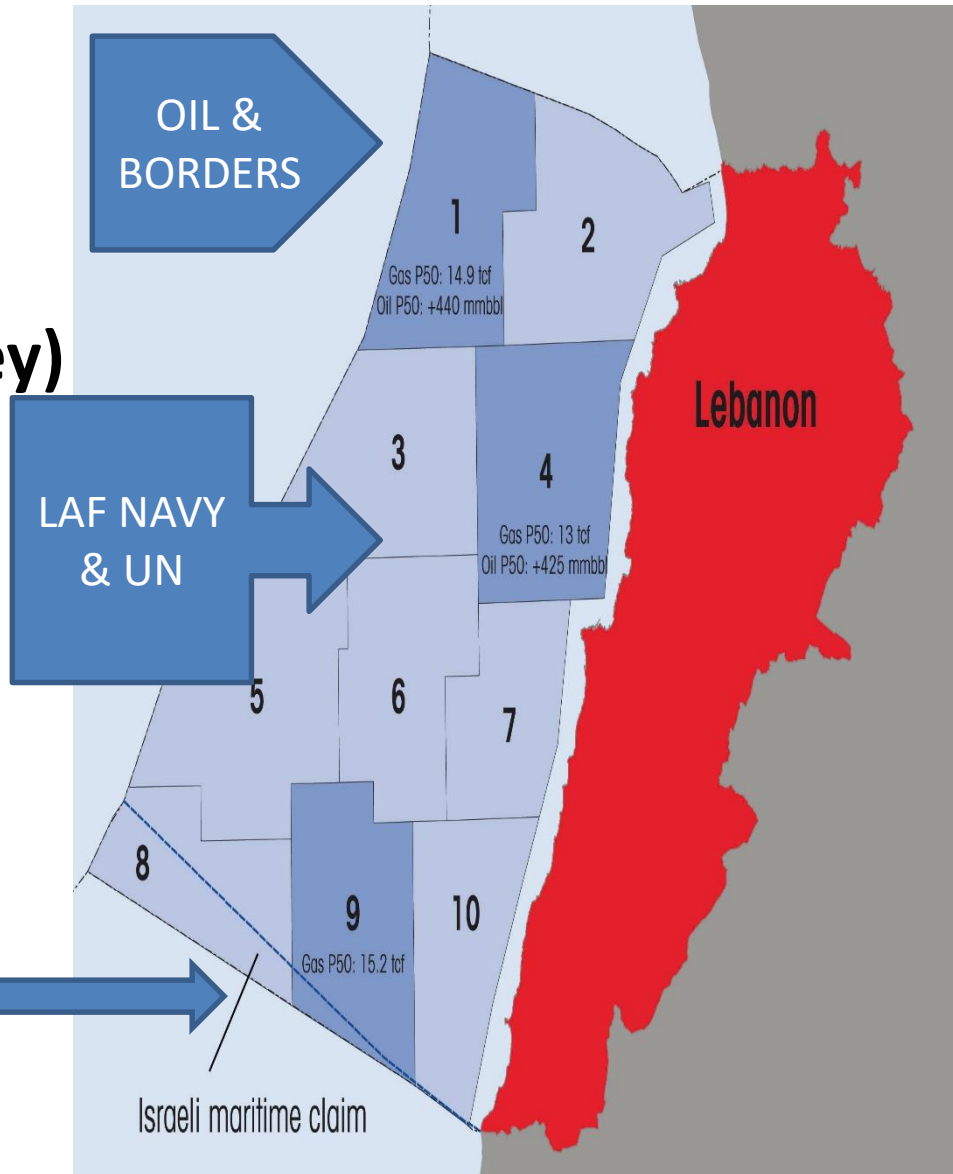 OIL &
BORDERS
1
Gas P50: 14.9 tcf
Oil P50: +440 mmbbl
2
ey)
Lebanon
3
4
Gas P50: 13 tcf
Oil P50: +425 mmbbl
LAF NAVY
& UN
5
6
7
8
9
Gas P50: 15.2 tcf
10
Israeli maritime claim